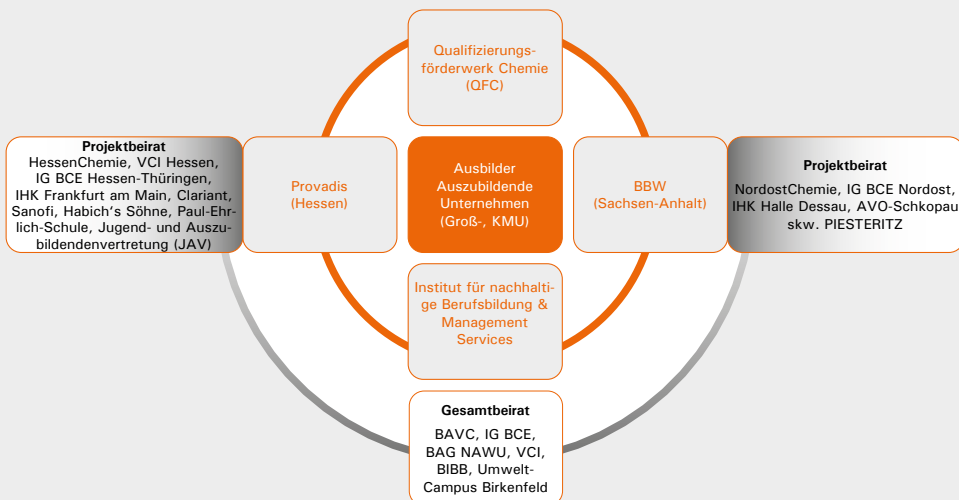 Qualifizierungs-
förderwerk Chemie
(QFC)
Projektbeirat
HessenChemie, VCI Hessen,
IG BCE Hessen-Thüringen,
IHK Frankfurt am Main, Clariant,
Sanofi, Habich's Söhne, Paul-Ehr-
lich-Schule, Jugend- und Auszu-
bildendenvertretung (JAV)
Provadis
(Hessen)
Ausbilder
Auszubildende
Unternehmen
(Groß-, KMU)
BBW
(Sachsen-Anhalt)
Projektbeirat
NordostChemie, IG BCE Nordost,
IHK Halle Dessau, AVO-Schkopau
skw. PIESTERITZ
Institut für nachhalti-
ge Berufsbildung &
Management
Services
Gesamtbeirat
BAVC, IG BCE,
BAG NAWU, VCI,
BIBB, Umwelt-
Campus Birkenfeld